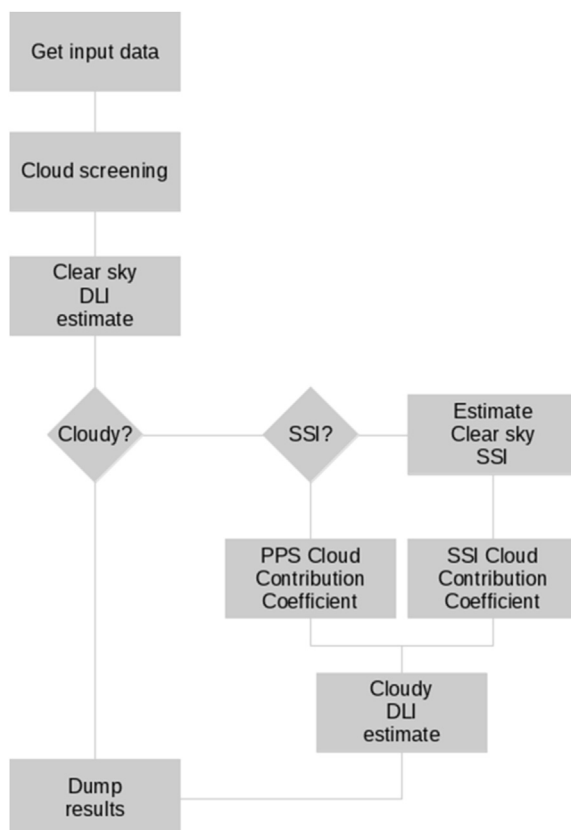 Get input data
Cloud screening
Clear sky
DLI
estimate
Cloudy?
SSI?
Estimate
Clear sky
SSI
PPS Cloud
Contribution
Coefficient
SSI Cloud
Contribution
Coefficient
Cloudy
DLI
estimate
Dump
results